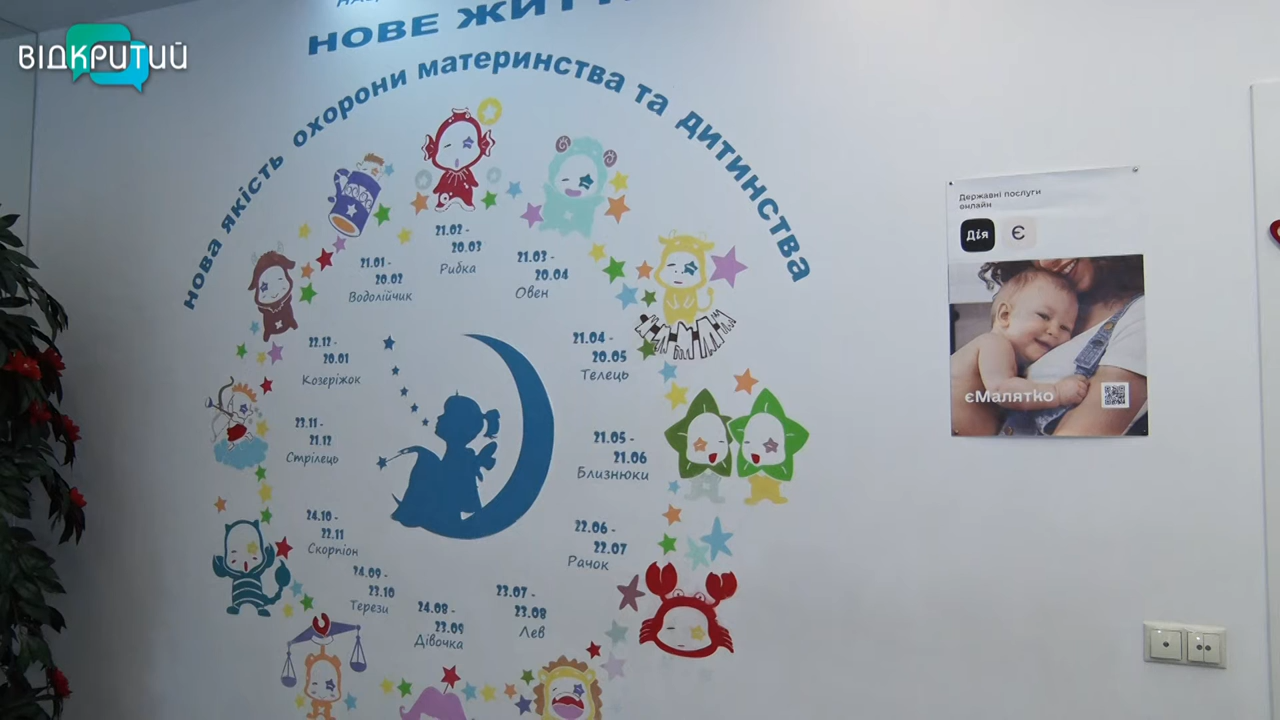 ВІДКРИТИЙ
НОВЕ
нова якість охорони материнства та дитинства
21.02 -
20.03
Рибка
21.03 -
20.04
Овен
21.01 -
20.02
Водолійчик
22.12 -
20.01
Козеріжок
21.04 -
20.05
Телець
23.11 -
21.12
Стрілець
21.05 -
21.06
Близнюки
24.10 -
22.11
Скорпіон
22.06 -
22.07
Рачок
24.09 -
23.10
Терези
24.08 -
23.09
Дівочка
23.07 -
23.08
Лев
Державні послуги
онлайн
Дія
Є
єМалятко